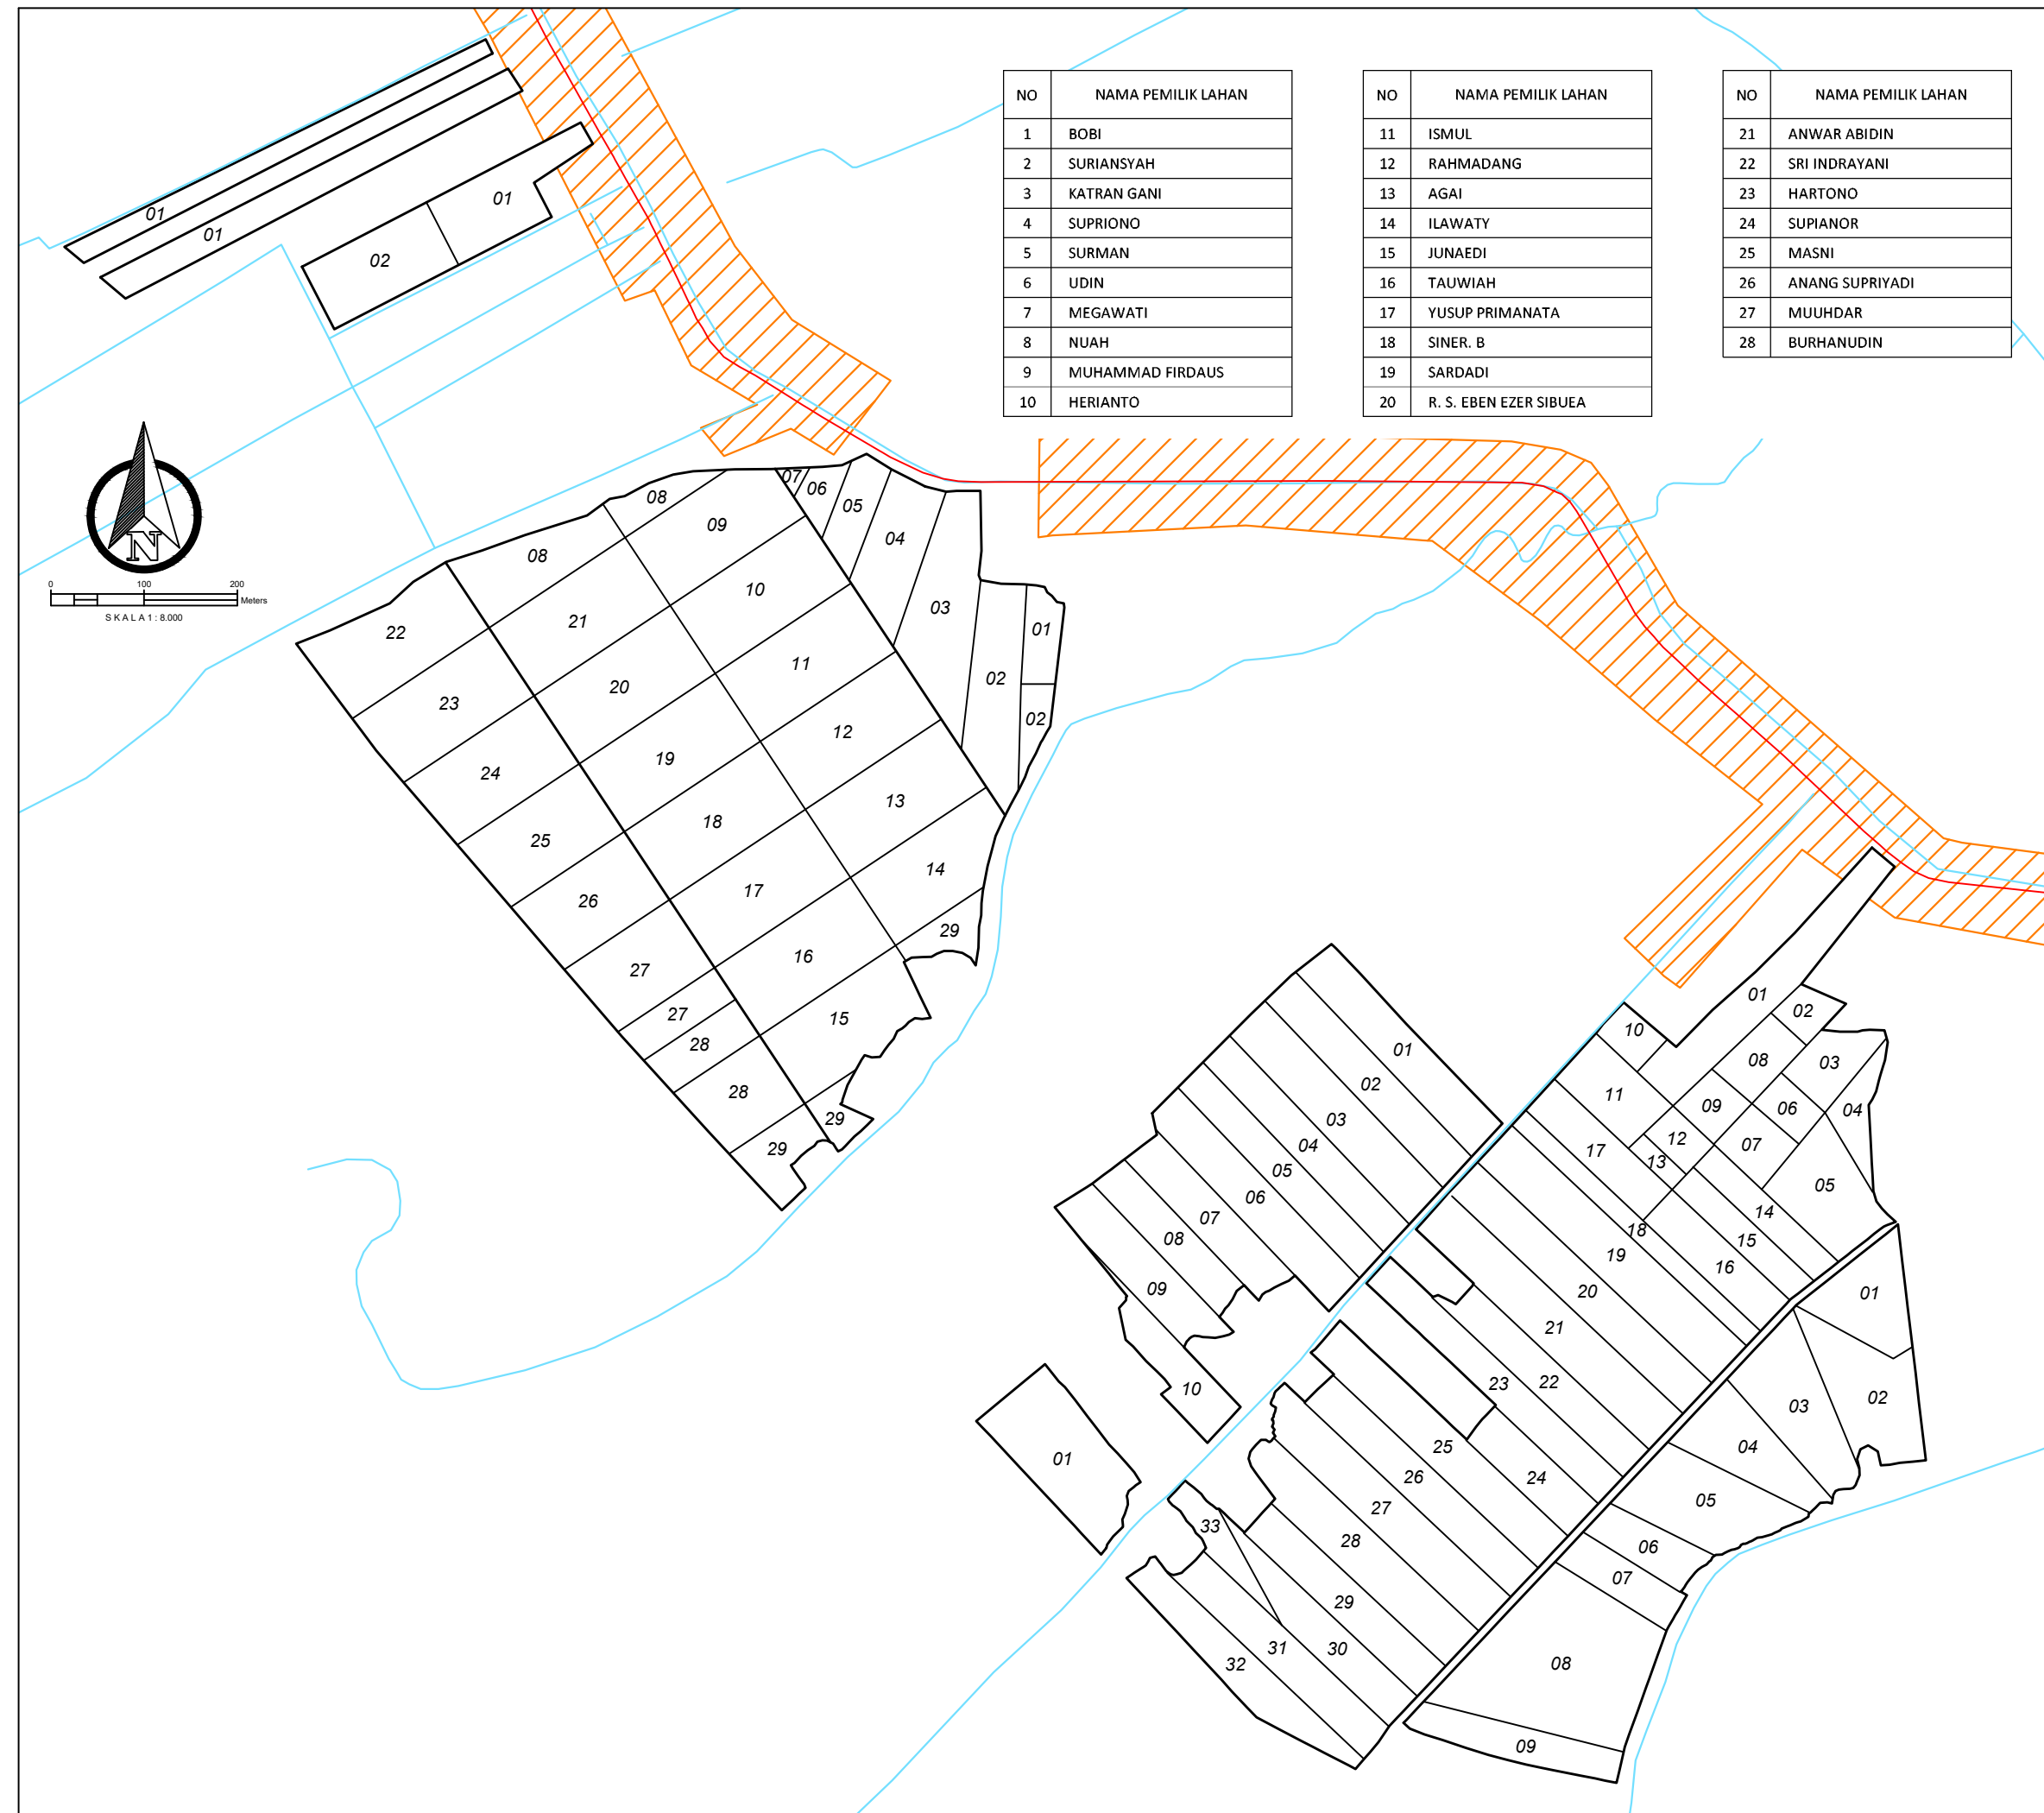 NO NAMA PEMILIK LAHAN
1 BOBI
2 SURIANSYAH
3 KATRAN GANI
4 SUPRIONO
5 SURMAN
6 UDIN
7 MEGAWATI
8 NUAH
9 MUHAMMAD FIRDAUS
10 HERIANTO
NO NAMA PEMILIK LAHAN
11 ISMUL
12 RAHMADANG
13 AGAI
14 ILAWATY
15 JUNAEDI
16 TAUWIAH
17 YUSUP PRIMANATA
18 SINER. B
19 SARDADI
20 R. S. EBEN EZER SIBUEA
NO NAMA PEMILIK LAHAN
21 ANWAR ABIDIN
22 SRI INDRAYANI
23 HARTONO
24 SUPIANOR
25 MASNI
26 ANANG SUPRIYADI
27 MUUHDAR
28 BURHANUDIN
01
01
01
02
N
0 100 200
Meters
SKALA 1 : 8.000
07
06
05
04
03
02
01
02
08
08
09
10
11
12
13
14
29
21
20
19
18
17
16
15
29
22
23
24
25
26
27
27
28
28
29
01
02
03
04
05
06
07
08
09
10
01
01
02
03
04
05
06
07
08
09
10
11
12
13
14
15
16
17
18
19
20
21
22
23
24
25
26
27
28
29
30
31
32
33
01
02
03
04
05
06
07
08
09